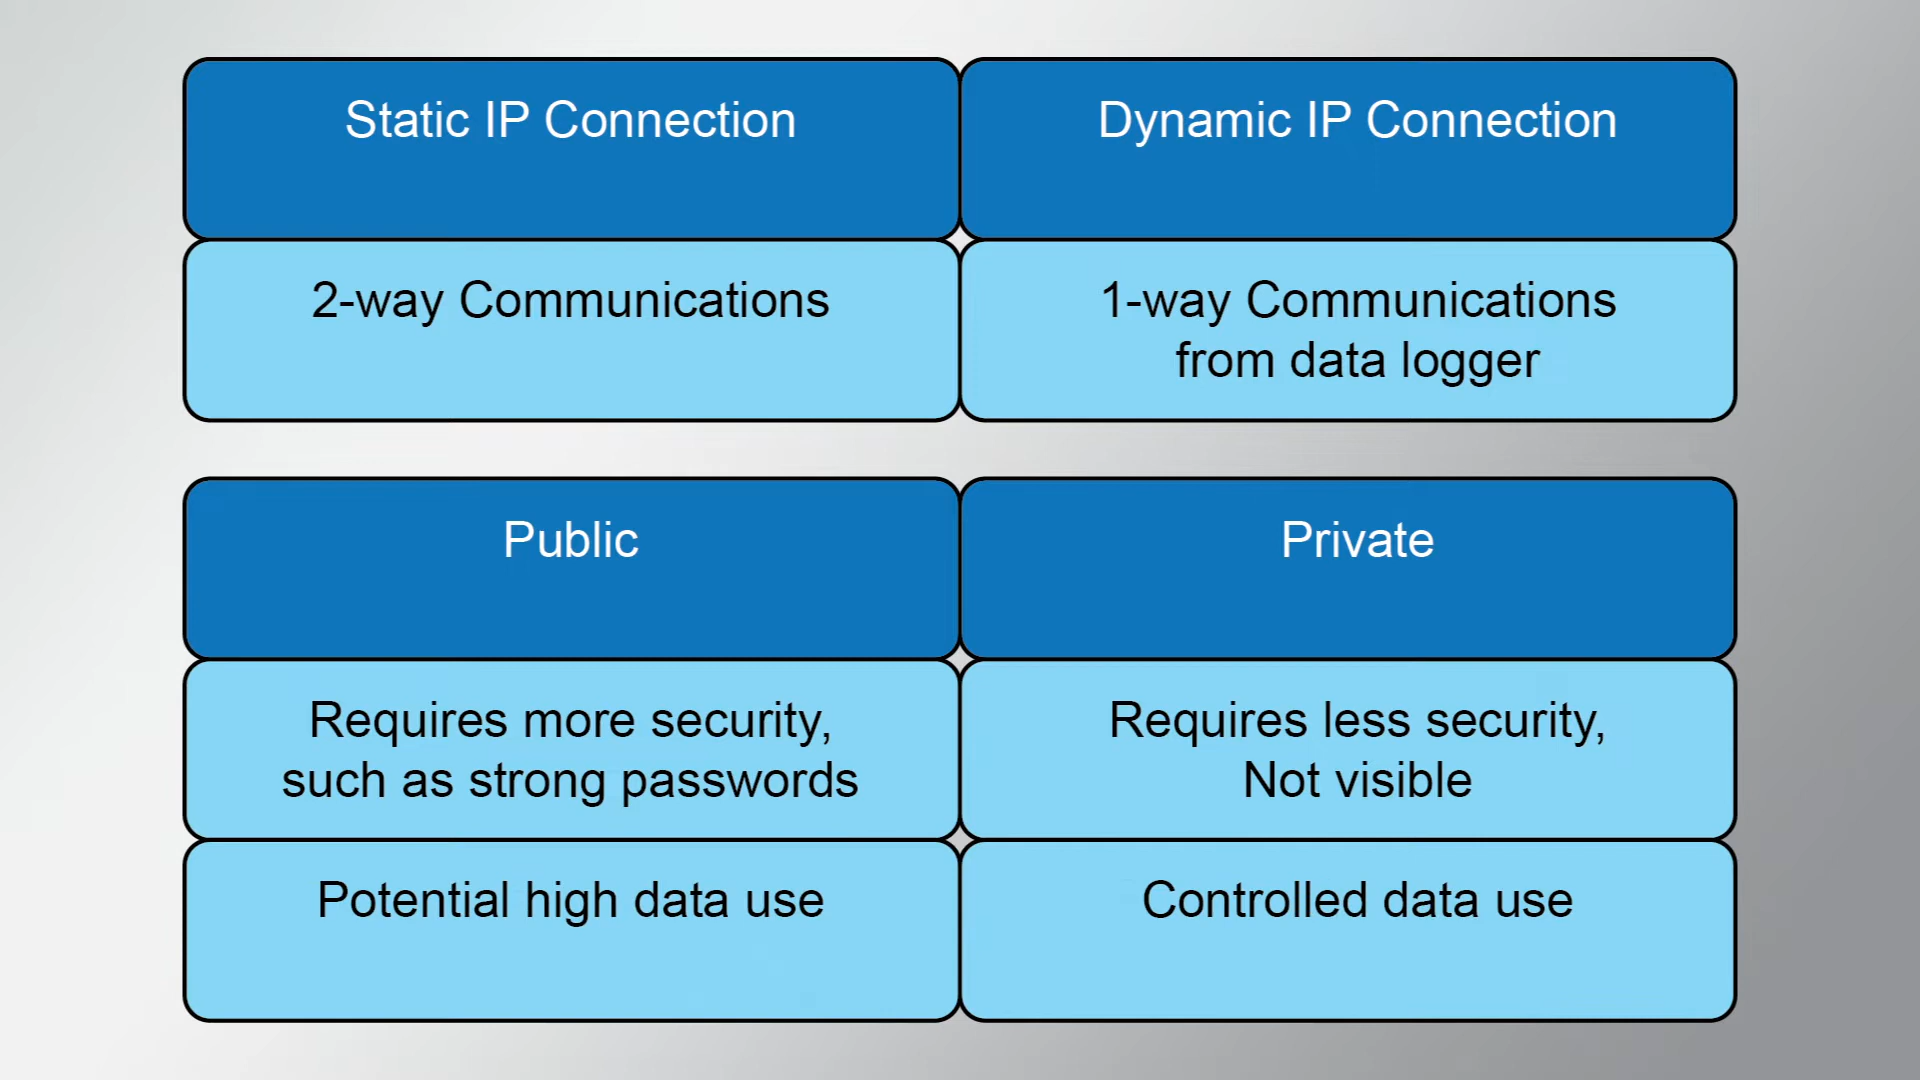 Static IP Connection
Dynamic IP Connection
2-way Communications
1-way Communications
from data logger
Public
Private
Requires more security,
such as strong passwords
Requires less security,
Not visible
Potential high data use
Controlled data use